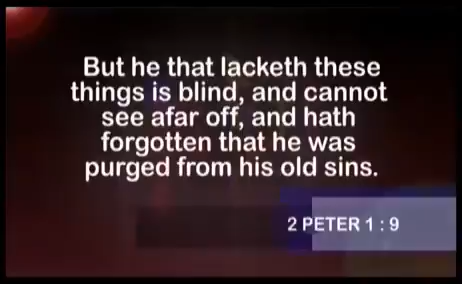 But he that lacketh these
things is blind, and cannot
see afar off, and hath
forgotten that he was
purged from his old sins.
2 PETER 1 : 9